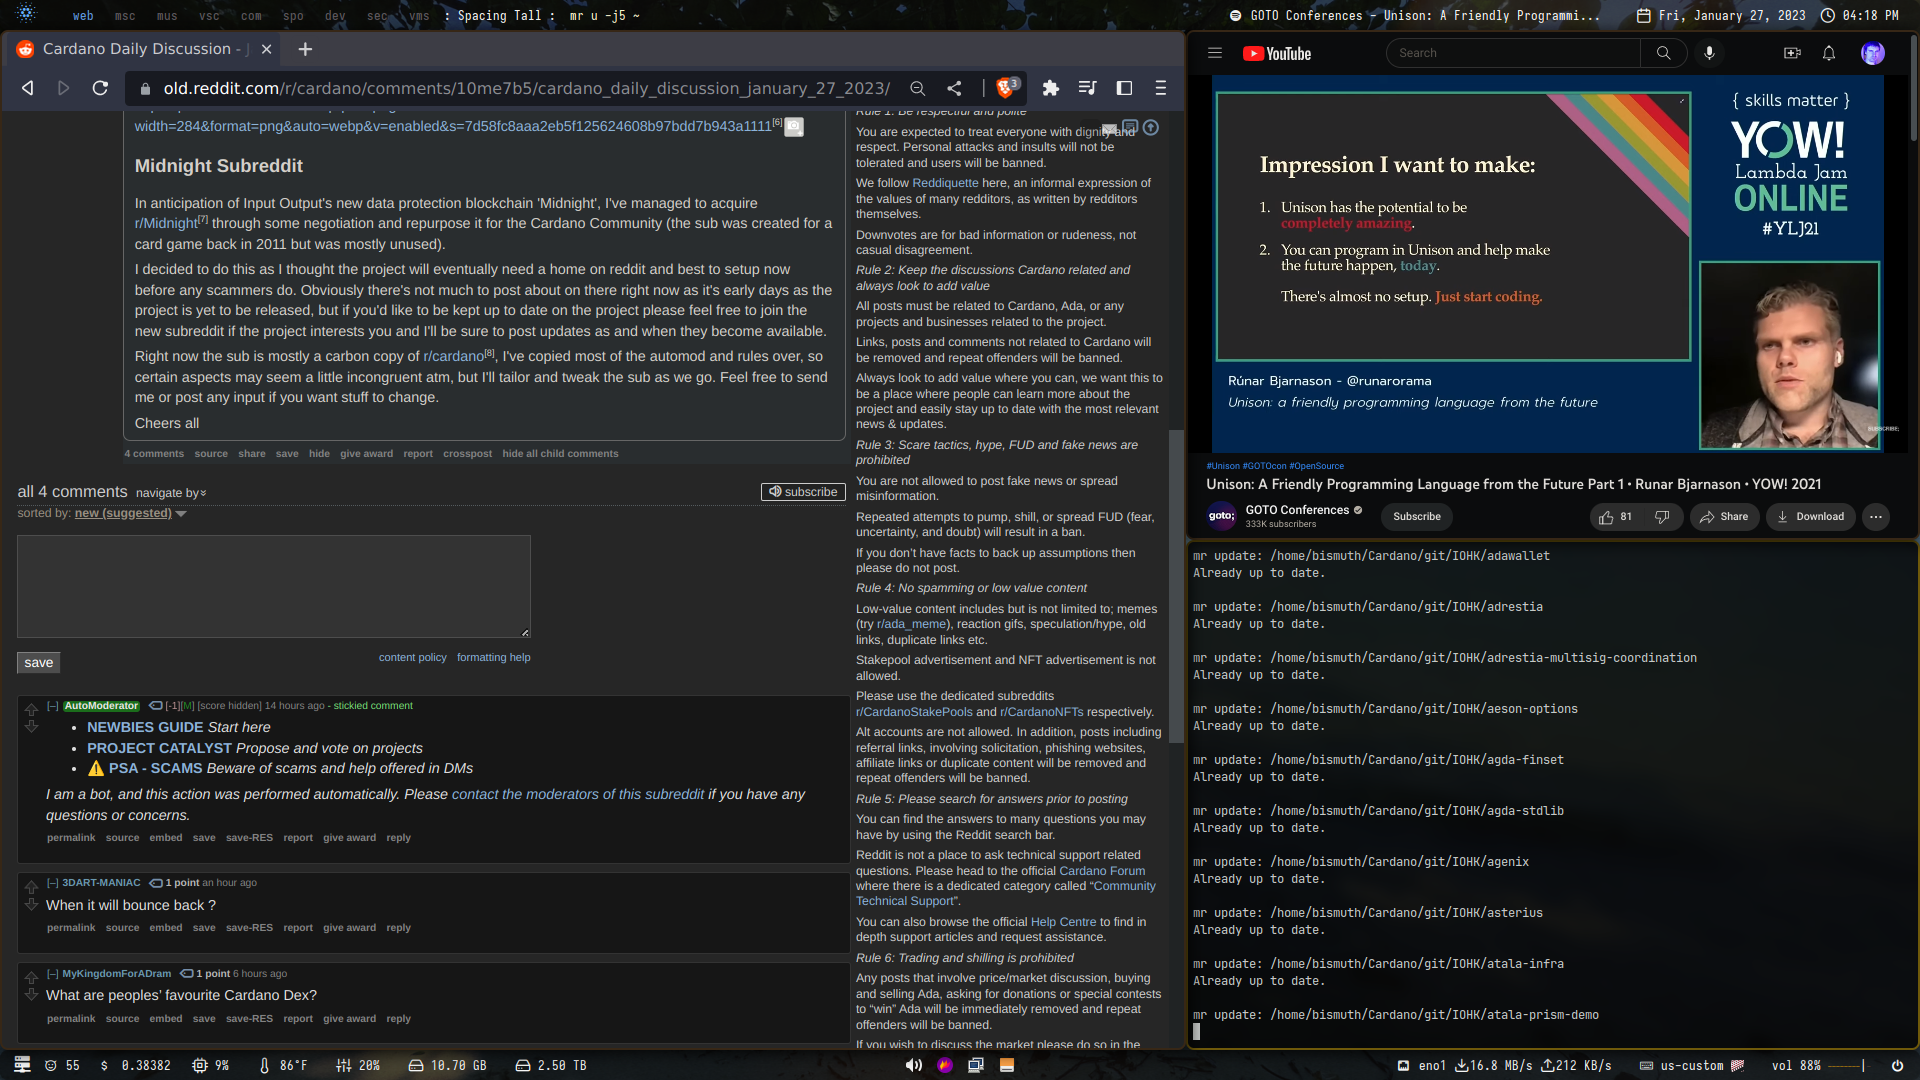 web msc mus vsc com spo dev sec vms : Spacing Tall : mr u -j5 ~
GOTO Conferences - Unison: A Friendly Programmi... Fri, January 27, 2023 04:18 PM
Cardano Daily Discussion -
old.reddit.com/r/cardano/comments/10me7b5/cardano_daily_discussion_january_27_2023/
3
width=284&format=png&auto=webp&v=enabled&s=7d58fc8aaa2eb5f125624608b97bdd7b943a1111[6]
Midnight Subreddit
In anticipation of Input Output's new data protection blockchain 'Midnight', I've managed to acquire
r/Midnight[7] through some negotiation and repurpose it for the Cardano Community (the sub was created for a
card game back in 2011 but was mostly unused).
I decided to do this as I thought the project will eventually need a home on reddit and best to setup now
before any scammers do. Obviously there's not much to post about on there right now as it's early days as the
project is yet to be released, but if you'd like to be kept up to date on the project please feel free to join the
new subreddit if the project interests you and I'll be sure to post updates as and when they become available.
Right now the sub is mostly a carbon copy of r/cardano[8], I've copied most of the automod and rules over, so
certain aspects may seem a little incongruent atm, but I'll tailor and tweak the sub as we go. Feel free to send
me or post any input if you want stuff to change.
Cheers all
4 comments source share save hide give award report crosspost hide all child comments
all 4 comments navigate by
subscribe
sorted by: new (suggested)
save
content policy formatting help
[–] AutoModerator [-1][M] [score hidden] 14 hours ago - stickied comment
• NEWBIES GUIDE Start here
• PROJECT CATALYST Propose and vote on projects
• ⚠️ PSA - SCAMS Beware of scams and help offered in DMs
I am a bot, and this action was performed automatically. Please contact the moderators of this subreddit if you have any
questions or concerns.
permalink source embed save save-RES report give award reply
[–] 3DART-MANIAC 1 point an hour ago
When it will bounce back ?
permalink source embed save save-RES report give award reply
[–] MyKingdomForADram 1 point 6 hours ago
What are peoples' favourite Cardano Dex?
permalink source embed save save-RES report give award reply
Rule 1: Be respectful and polite
You are expected to treat everyone with dignity and
respect. Personal attacks and insults will not be
tolerated and users will be banned.
We follow Reddiquette here, an informal expression of
the values of many redditors, as written by redditors
themselves.
Downvotes are for bad information or rudeness, not
casual disagreement.
Rule 2: Keep the discussions Cardano related and
always look to add value
All posts must be related to Cardano, Ada, or any
projects and businesses related to the project.
Links, posts and comments not related to Cardano will
be removed and repeat offenders will be banned.
Always look to add value where you can, we want this to
be a place where people can learn more about the
project and easily stay up to date with the most relevant
news & updates.
Rule 3: Scare tactics, hype, FUD and fake news are
prohibited
You are not allowed to post fake news or spread
misinformation.
Repeated attempts to pump, shill, or spread FUD (fear,
uncertainty, and doubt) will result in a ban.
If you don't have facts to back up assumptions then
please do not post.
Rule 4: No spamming or low value content
Low-value content includes but is not limited to; memes
(try r/ada_meme), reaction gifs, speculation/hype, old
links, duplicate links etc.
Stakepool advertisement and NFT advertisement is not
allowed.
Please use the dedicated subreddits
r/CardanoStakePools and r/CardanoNFTs respectively.
Alt accounts are not allowed. In addition, posts including
referral links, involving solicitation, phishing websites,
affiliate links or duplicate content will be removed and
repeat offenders will be banned.
Rule 5: Please search for answers prior to posting
You can find the answers to many questions you may
have by using the Reddit search bar.
Reddit is not a place to ask technical support related
questions. Please head to the official Cardano Forum
where there is a dedicated category called “Community
Technical Support”.
You can also browse the official Help Centre to find in
depth support articles and request assistance.
Rule 6: Trading and shilling is prohibited
Any posts that involve price/market discussion, buying
and selling Ada, asking for donations or special contests
to “win” Ada will be immediately removed and repeat
offenders will be banned.
If you wish to discuss the market please do so in the
YouTube
Search
Impression I want to make:
1. Unison has the potential to be
completely amazing.
2. You can program in Unison and help make
the future happen, today.
There's almost no setup. Just start coding.
{ skills matter }
YOW!
Lambda Jam
ONLINE
#YLJ21
Rúnar Bjarnason - @runarorama
Unison: a friendly programming language from the future
SUBSCRIBE;
#Unison #GOTOcon #OpenSource
Unison: A Friendly Programming Language from the Future Part 1 • Runar Bjarnason • YOW! 2021
goto;
GOTO Conferences
333K subscribers
Subscribe
81
Share
Download
mr update: /home/bismuth/Cardano/git/IOHK/adawallet
Already up to date.
mr update: /home/bismuth/Cardano/git/IOHK/adrestia
Already up to date.
mr update: /home/bismuth/Cardano/git/IOHK/adrestia-multisig-coordination
Already up to date.
mr update: /home/bismuth/Cardano/git/IOHK/aeson-options
Already up to date.
mr update: /home/bismuth/Cardano/git/IOHK/agda-finset
Already up to date.
mr update: /home/bismuth/Cardano/git/IOHK/agda-stdlib
Already up to date.
mr update: /home/bismuth/Cardano/git/IOHK/agenix
Already up to date.
mr update: /home/bismuth/Cardano/git/IOHK/asterius
Already up to date.
mr update: /home/bismuth/Cardano/git/IOHK/atala-infra
Already up to date.
mr update: /home/bismuth/Cardano/git/IOHK/atala-prism-demo
55 $ 0.38382 9% 86°F 20% 10.70 GB 2.50 TB
eno1 16.8 MB/s 212 KB/s us-custom vol 88%